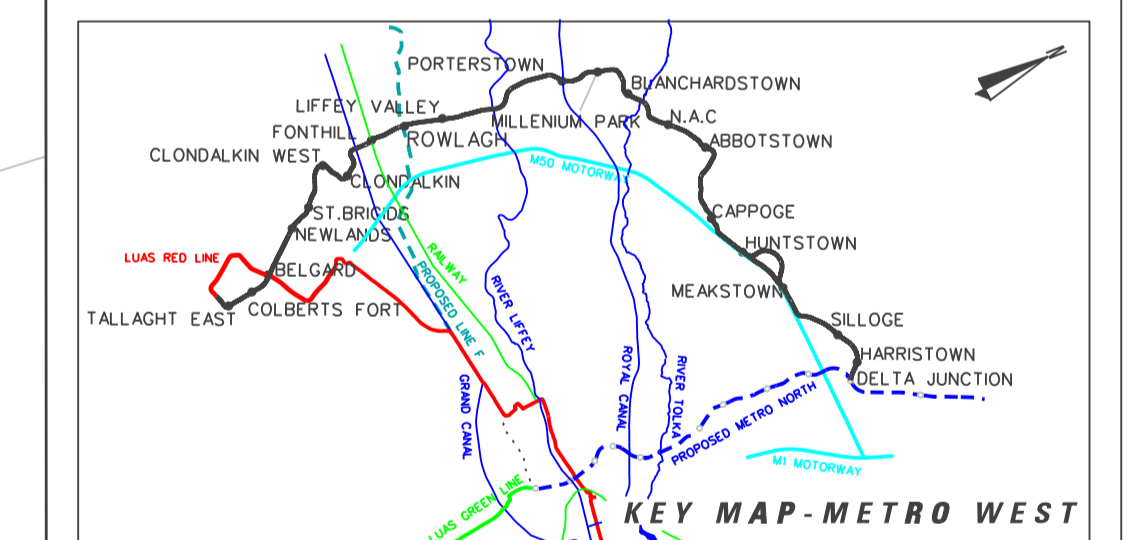 PORTERSTOWN
BLANCHARDSTOWN
LIFFEY VALLEY
MILLENIUM PARK
N.A.C
FONTHILL
ROWLAGH
ABBOTSTOWN
CLONDALKIN WEST
M50 MOTORWAY
CLONDALKIN
ST.BRIGIDS
CAPPOGE
NEWLANDS
HUNTSTOWN
LUAS RED LINE
BELGARD
RAILWAY
PROPOSED LINE F
RIVER LIFFEY
MEAKSTOWN
COLBERTS FORT
TALLAGHT EAST
SILLOGE
HARRISTOWN
DELTA JUNCTION
GRAND CANAL
ROYAL CANAL
RIVER TOLKA
PROPOSED METRO NORTH
M1 MOTORWAY
LUAS GREEN LINE
KEY MAP-METRO WEST